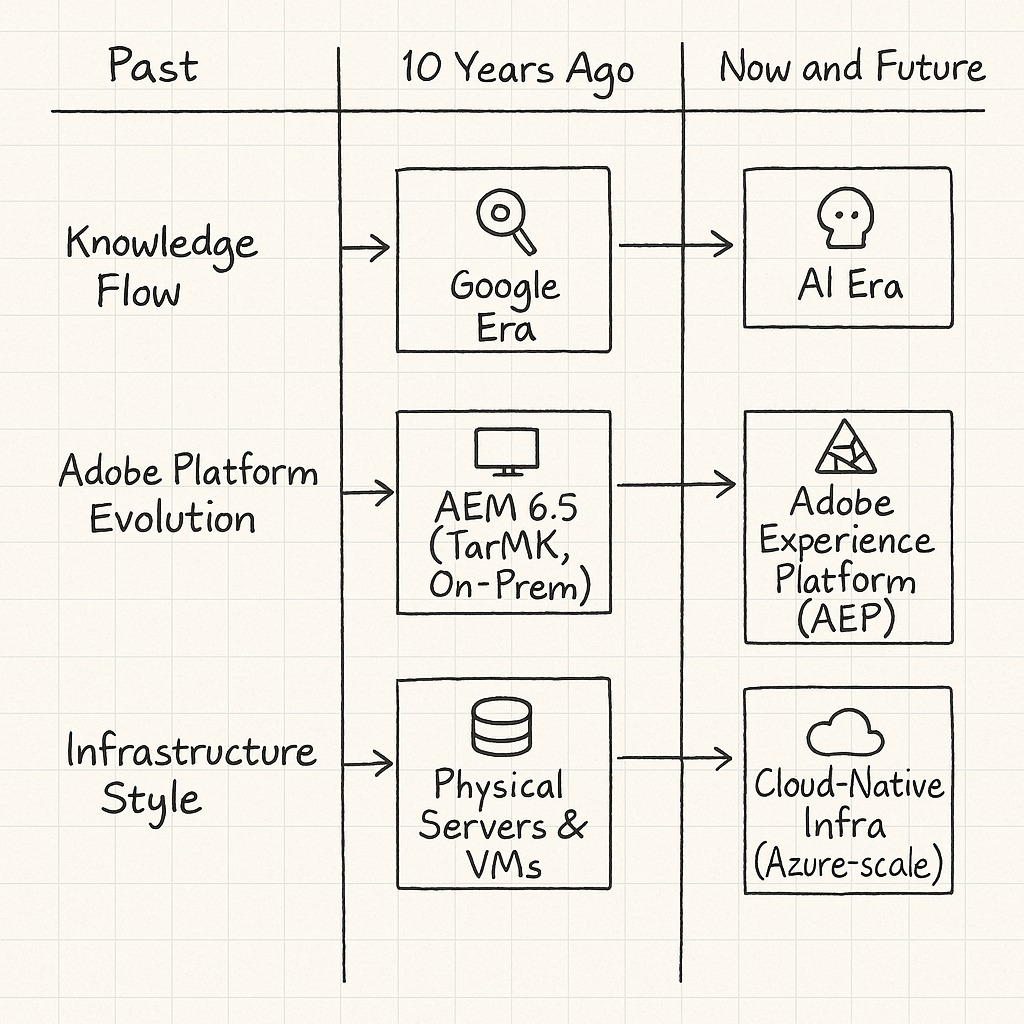 Past
10 Years Ago
Now and Future
Knowledge
Flow
Google
Era
AI Era
Adobe Platform
Evolution
AEM 6.5
(TarMK,
On-Prem)
Adobe
Experience
Platform
(AEP)
Infrastructure
Style
Physical
Servers &
VMs
Cloud-Native
Infra
(Azure-scale)